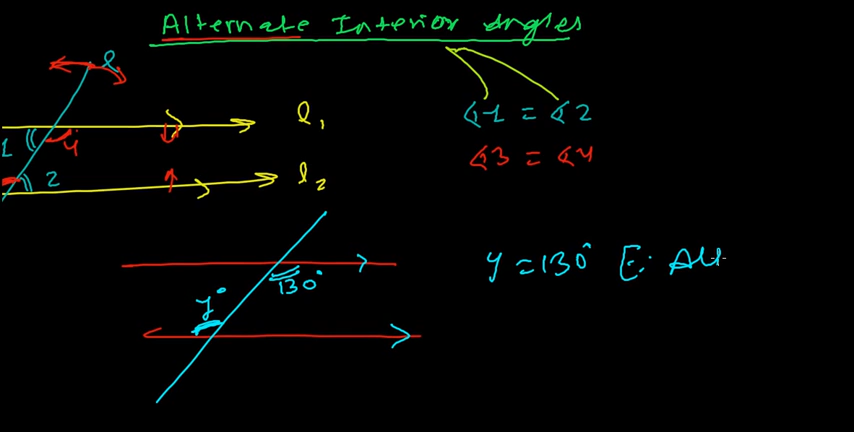 Alternate Interior Angles
l
l₁
∢1 = ∢2
1
4
∢3 = ∢4
2
l₂
y = 130° [∵ Alt
130°
y°